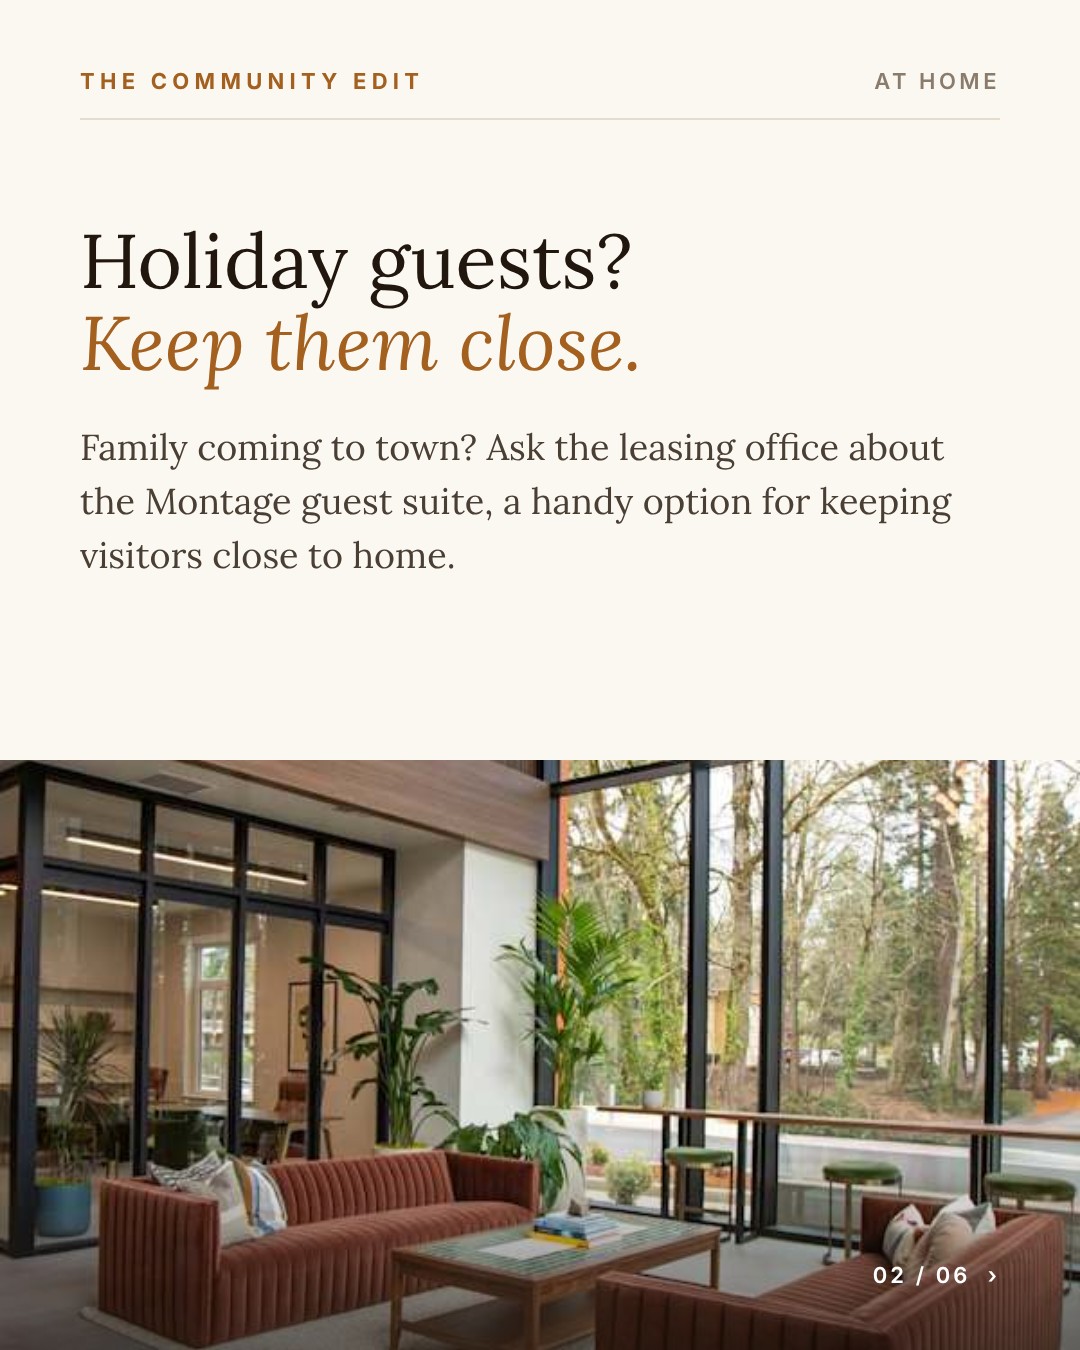 THE COMMUNITY EDIT
AT HOME
Holiday guests?
Keep them close.
Family coming to town? Ask the leasing office about
the Montage guest suite, a handy option for keeping
visitors close to home.
02 / 06 ›